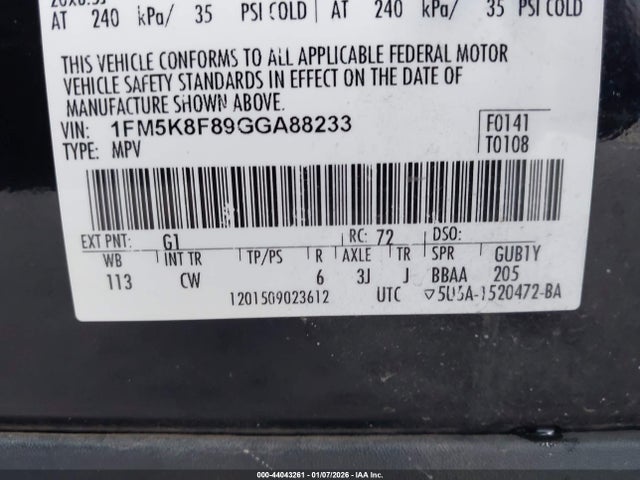 AT 240 kPa/ 35 PSI COLD AT 240 kPa/ 35 PSI COLD
THIS VEHICLE CONFORMS TO ALL APPLICABLE FEDERAL MOTOR
VEHICLE SAFETY STANDARDS IN EFFECT ON THE DATE OF
MANUFACTURE SHOWN ABOVE.
VIN: 1FM5K8F89GGA88233 F0141
TYPE: MPV T0108
EXT PNT: G1 RC: 72 DSO:
WB INT TR TP/PS R AXLE TR SPR GUB1Y
113 CW 6 3J J BBAA 205
1201509023612 UTC ▽5U5A-1520472-BA
000-44043261 | 01/07/2026 - IAA Inc.